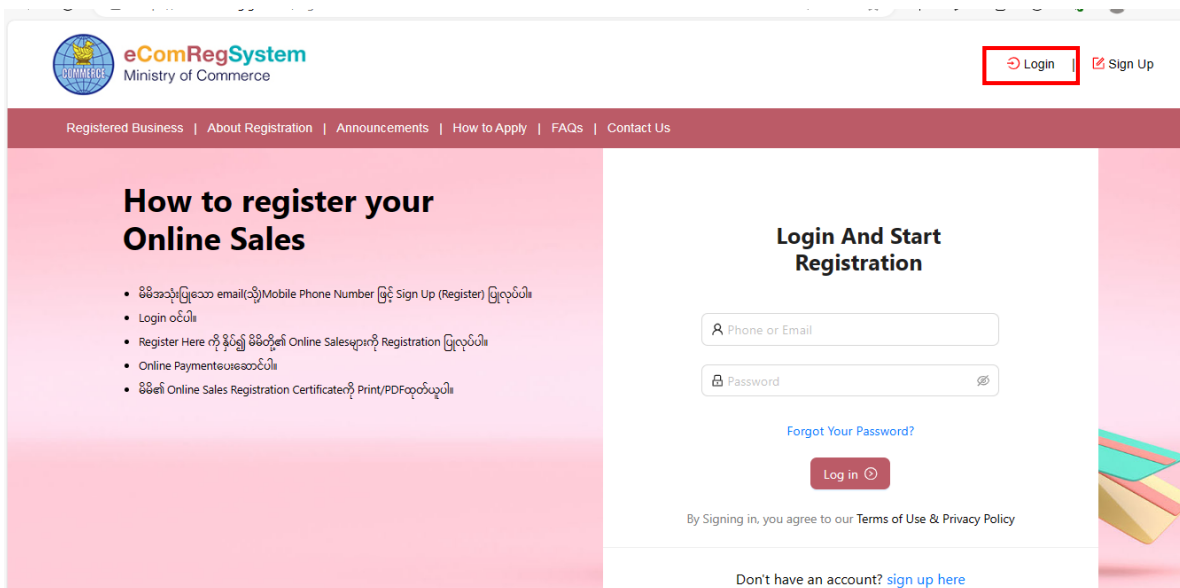 eComRegSystem
Ministry of Commerce
COMMERCE
Login | Sign Up
Registered Business | About Registration | Announcements | How to Apply | FAQs | Contact Us
How to register your
Online Sales
မိမိအသုံးပြုသော email(သို့)Mobile Phone Number ဖြင့် Sign Up (Register) ပြုလုပ်ပါ။
Login ဝင်ပါ။
Register Here ကို နှိပ်၍ မိမိတို့၏ Online Salesများကို Registration ပြုလုပ်ပါ။
Online Paymentပေးဆောင်ပါ။
မိမိ၏ Online Sales Registration Certificateကို Print/PDFထုတ်ယူပါ။
Login And Start
Registration
Phone or Email
Password
Forgot Your Password?
Log in
By Signing in, you agree to our Terms of Use & Privacy Policy
Don't have an account? sign up here